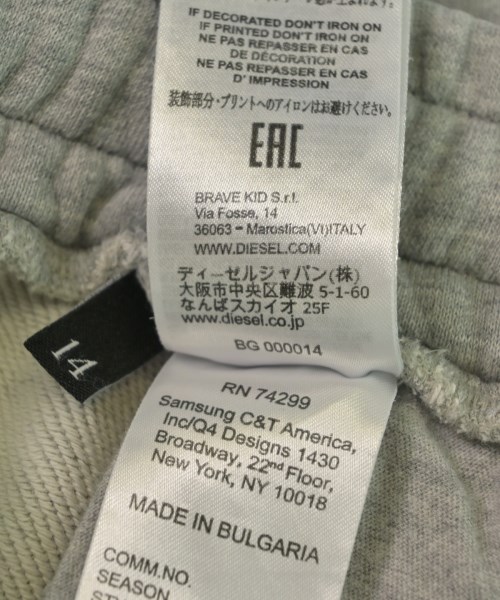 IF DECORATED DON'T IRON ON
IF PRINTED DON'T IRON ON
NE PAS REPASSER EN CAS
DE DÉCORATION
NE PAS REPASSER EN CAS
D'IMPRESSION
装飾部分・プリントへのアイロンはお避けください。
EAC
BRAVE KID S.r.l.
Via Fosse, 14
36063 - Marostica(VI)ITALY
WWW.DIESEL.COM
ディーゼルジャパン(株)
大阪市中央区難波 5-1-60
なんばスカイオ 25F
www.diesel.co.jp
BG 000014
14
RN 74299
Samsung C&T America,
Inc/Q4 Designs 1430
Broadway, 22nd Floor,
New York, NY 10018
MADE IN BULGARIA
COMM.NO.
SEASON